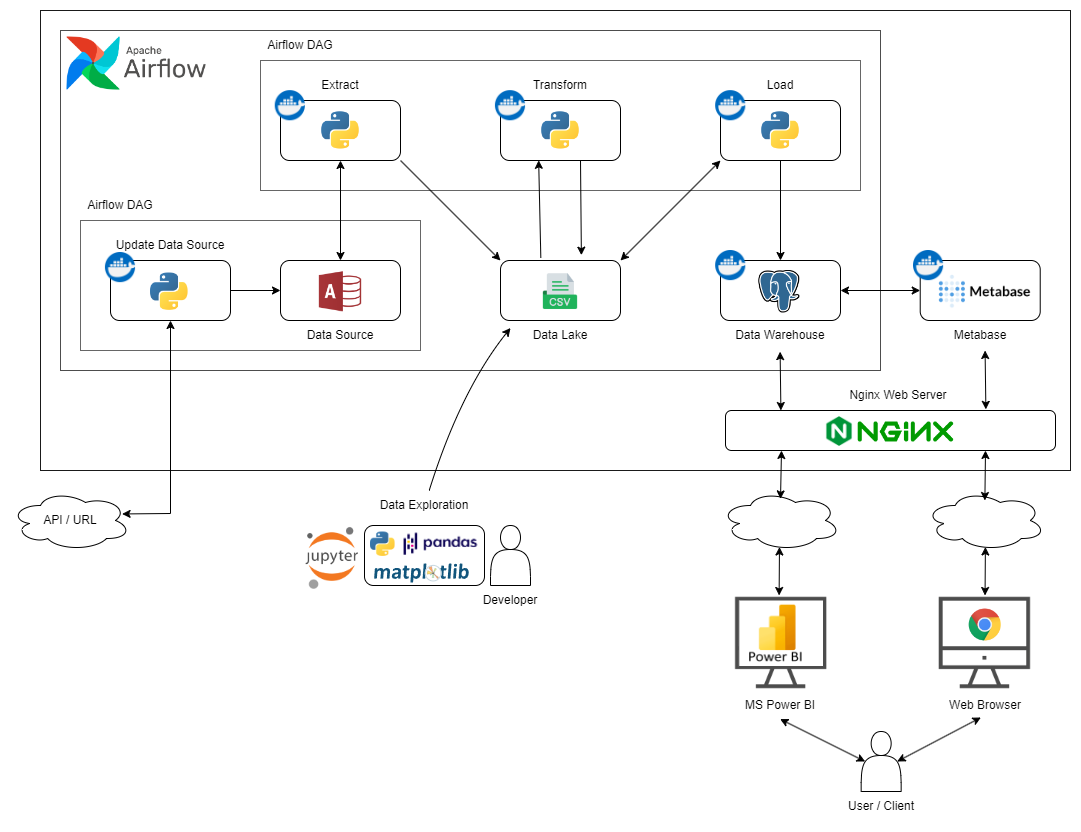 Apache
Airflow
Airflow DAG
Extract
Transform
Load
Airflow DAG
Update Data Source
A
Data Source
CSV
Data Lake
Data Warehouse
Metabase
Metabase
Nginx Web Server
N NGINX
API / URL
Data Exploration
jupyter
pandas
matplotlib
Developer
Power BI
MS Power BI
Web Browser
User / Client